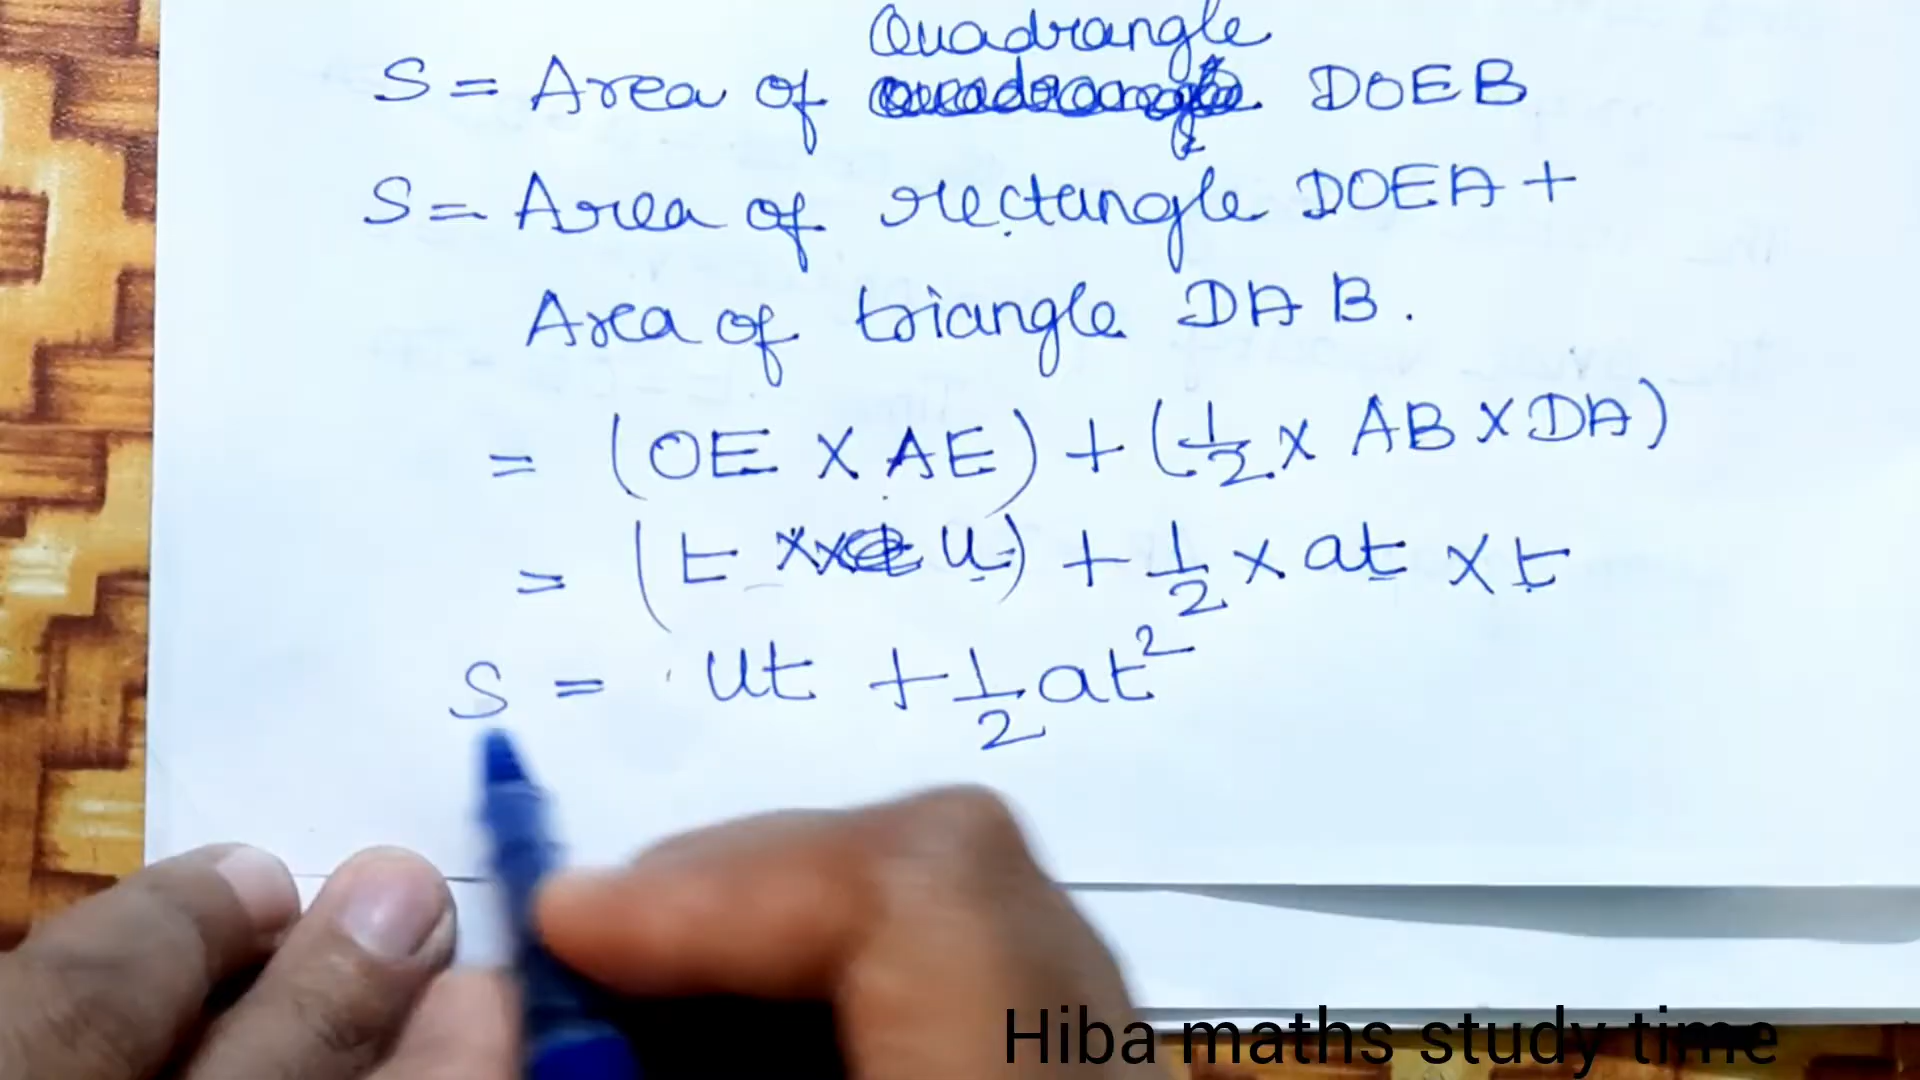 Quadrangle
S = Area of DOEB
S = Area of rectangle DOEA +
Area of triangle DAB.
= (OE X AE) + (1/2 X AB X DA)
= (t X u) + 1/2 X at X t
S = ut + 1/2 at²
Hiba maths study time